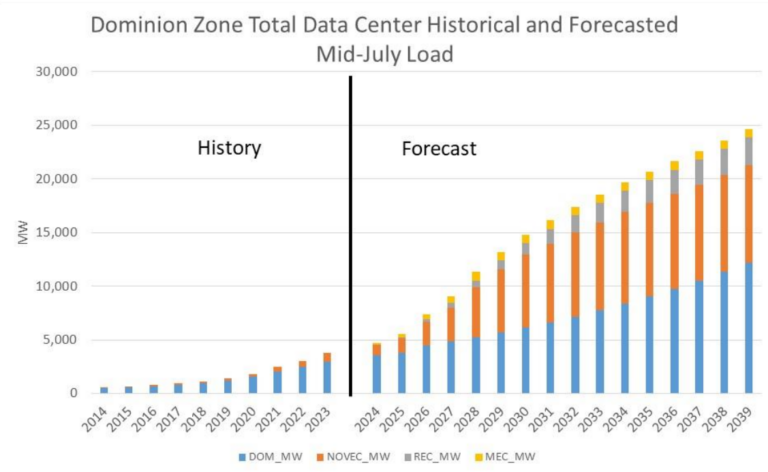 Dominion Zone Total Data Center Historical and Forecasted
Mid-July Load
30,000
25,000
20,000
15,000
10,000
5,000
0
MW
History
Forecast
2014 2015 2016 2017 2018 2019 2020 2021 2022 2023 2024 2025 2026 2027 2028 2029 2030 2031 2032 2033 2034 2035 2036 2037 2038 2039
DOM_MW NOVEC_MW REC_MW MEC_MW